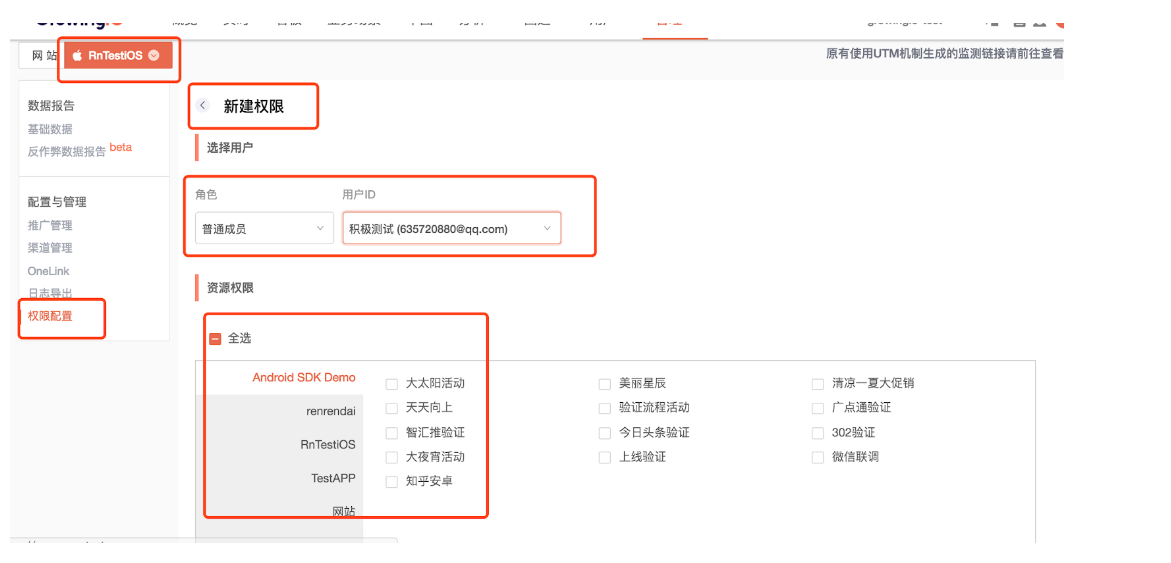 网 站 RnTestiOS
原有使用UTM机制生成的监测链接请前往查看
数据报告
基础数据
反作弊数据报告 beta
配置与管理
推广管理
渠道管理
OneLink
日志导出
权限配置
新建权限
选择用户
角色 用户ID
普通成员 积极测试 (635720880@qq.com)
资源权限
全选
Android SDK Demo
renrendai
RnTestiOS
TestAPP
网站
大太阳活动 美丽星辰 清凉一夏大促销
天天向上 验证流程活动 广点通验证
智汇推验证 今日头条验证 302验证
大夜宵活动 上线验证 微信联调
知乎安卓